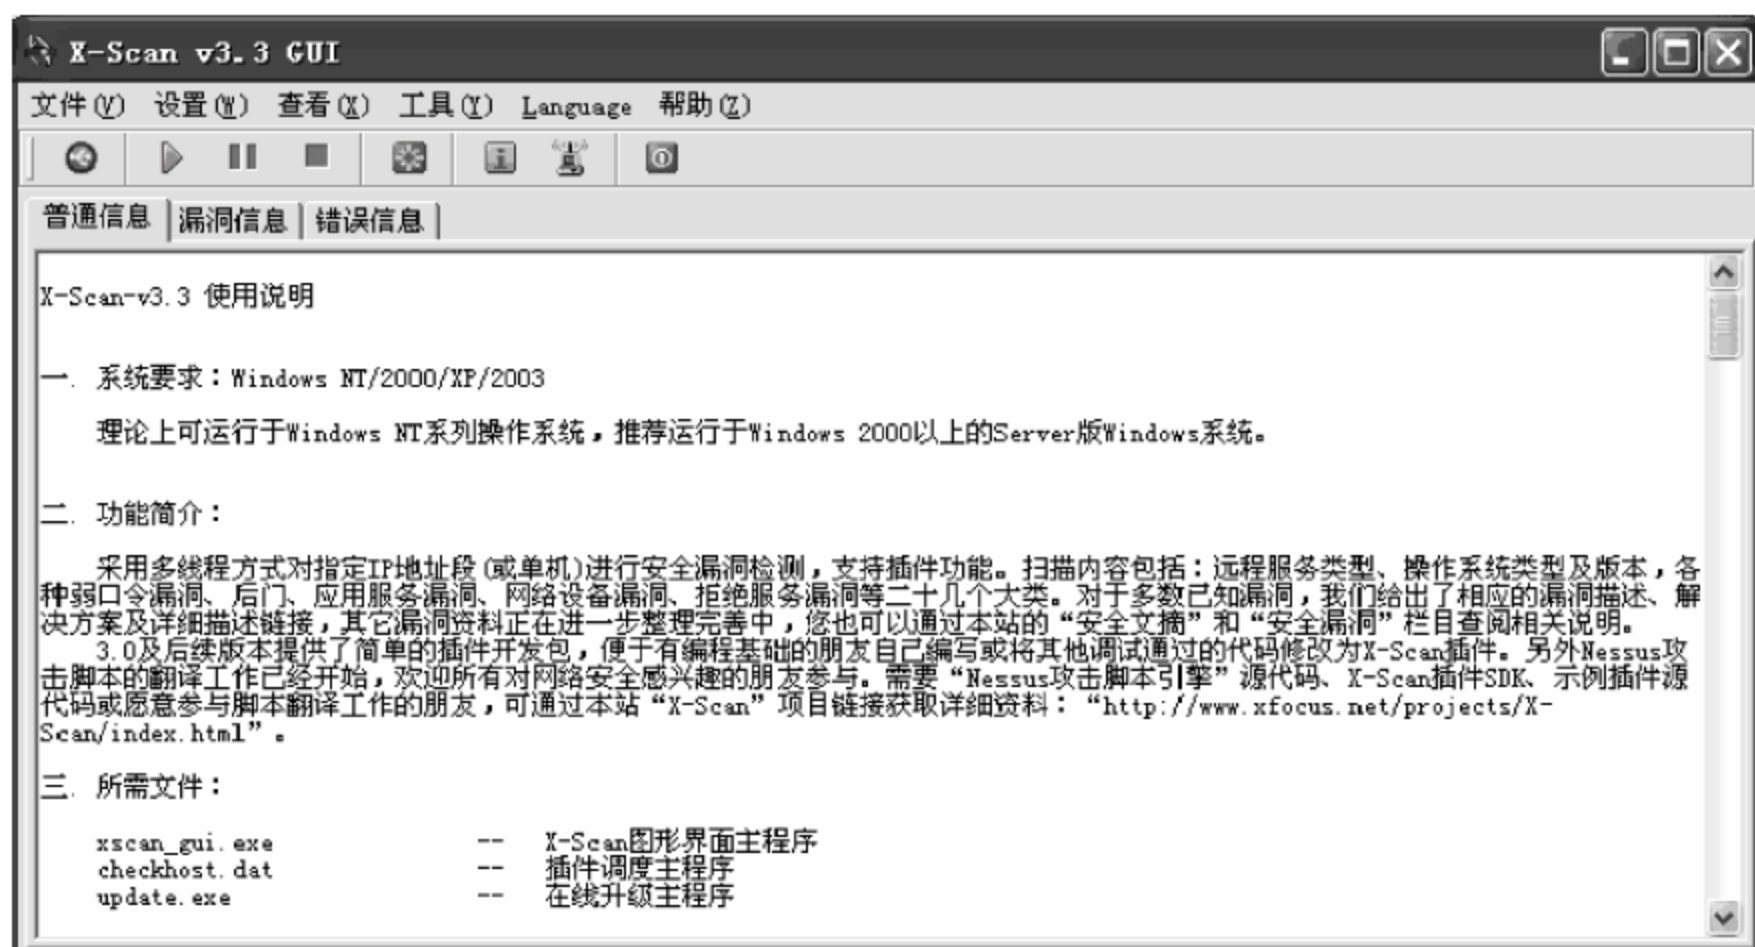 X-Scan v3.3 GUI
文件(V) 设置(W) 查看(X) 工具(Y) Language 帮助(Z)
普通信息 漏洞信息 错误信息
X-Scan-v3.3 使用说明
一. 系统要求：Windows NT/2000/XP/2003
理论上可运行于Windows NT系列操作系统，推荐运行于Windows 2000以上的Server版Windows系统。
二. 功能简介：
采用多线程方式对指定IP地址段(或单机)进行安全漏洞检测，支持插件功能。扫描内容包括：远程服务类型、操作系统类型及版本，各
种弱口令漏洞、后门、应用服务漏洞、网络设备漏洞、拒绝服务漏洞等二十几个大类。对于多数已知漏洞，我们给出了相应的漏洞描述、解
决方案及详细描述链接，其它漏洞资料正在进一步整理完善中，您也可以通过本站的“安全文摘”和“安全漏洞”栏目查阅相关说明。
3.0及后续版本提供了简单的插件开发包，便于有编程基础的朋友自己编写或将其他调试通过的代码修改为X-Scan插件。另外Nessus攻
击脚本的翻译工作已经开始，欢迎所有对网络安全感兴趣的朋友参与。需要“Nessus攻击脚本引擎”源代码、X-Scan插件SDK、示例插件源
代码或愿意参与脚本翻译工作的朋友，可通过本站“X-Scan”项目链接获取详细资料：“http://www.xfocus.net/projects/X-
Scan/index.html”。
三. 所需文件：
xscan_gui.exe -- X-Scan图形界面主程序
checkhost.dat -- 插件调度主程序
update.exe -- 在线升级主程序